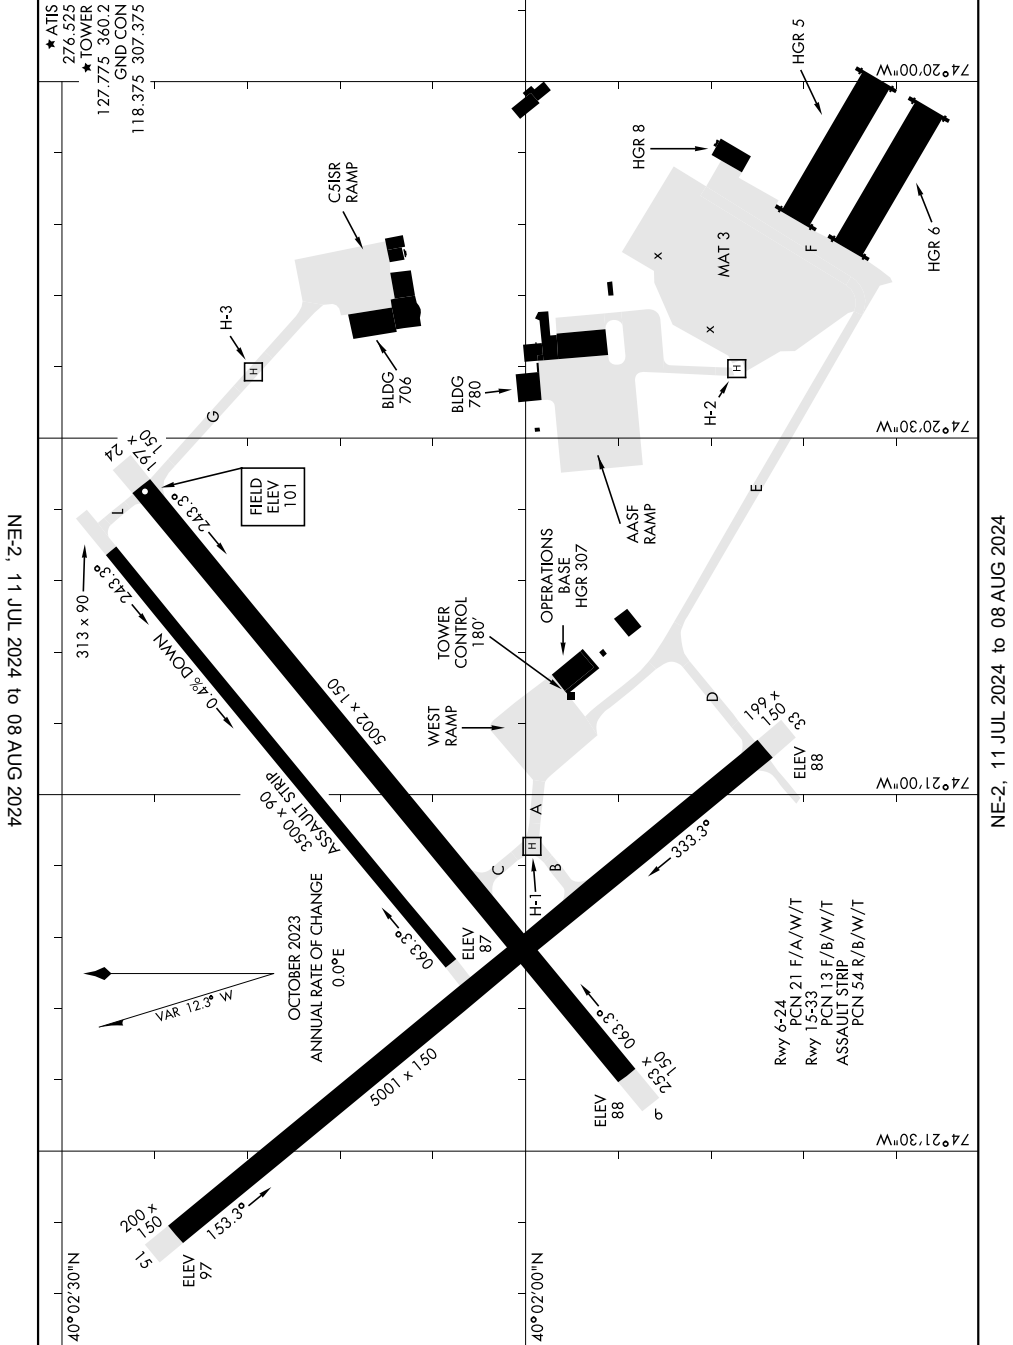 ★ ATIS
276.525
★ TOWER
127.775 360.2
GND CON
118.375 307.375
C5ISR
RAMP
H-3
H
G
BLDG
706
BLDG
780
HGR 8
HGR 5
HGR 6
MAT 3
F
x
x
H-2
H
74°20'00"W
74°20'30"W
74°21'00"W
74°21'30"W
40°02'30"N
40°02'00"N
AASF
RAMP
E
24
197 x
150
243.3°
FIELD
ELEV
101
L
313 x 90
243.3°
0.4% DOWN
3500 x 90
ASSAULT STRIP
063.3°
5002 x 150
OPERATIONS
BASE
HGR 307
TOWER
CONTROL
180'
WEST
RAMP
D
199 x
150
33
ELEV
88
333.3°
A
B
C
H-1
H
ELEV
87
063.3°
253 x
150
6
ELEV
88
5001 x 150
153.3°
200 x
150
15
ELEV
97
OCTOBER 2023
ANNUAL RATE OF CHANGE
0.0°E
VAR 12.3° W
Rwy 6-24
PCN 21 F/A/W/T
Rwy 15-33
PCN 13 F/B/W/T
ASSAULT STRIP
PCN 54 R/B/W/T
NE-2, 11 JUL 2024 to 08 AUG 2024
NE-2, 11 JUL 2024 to 08 AUG 2024